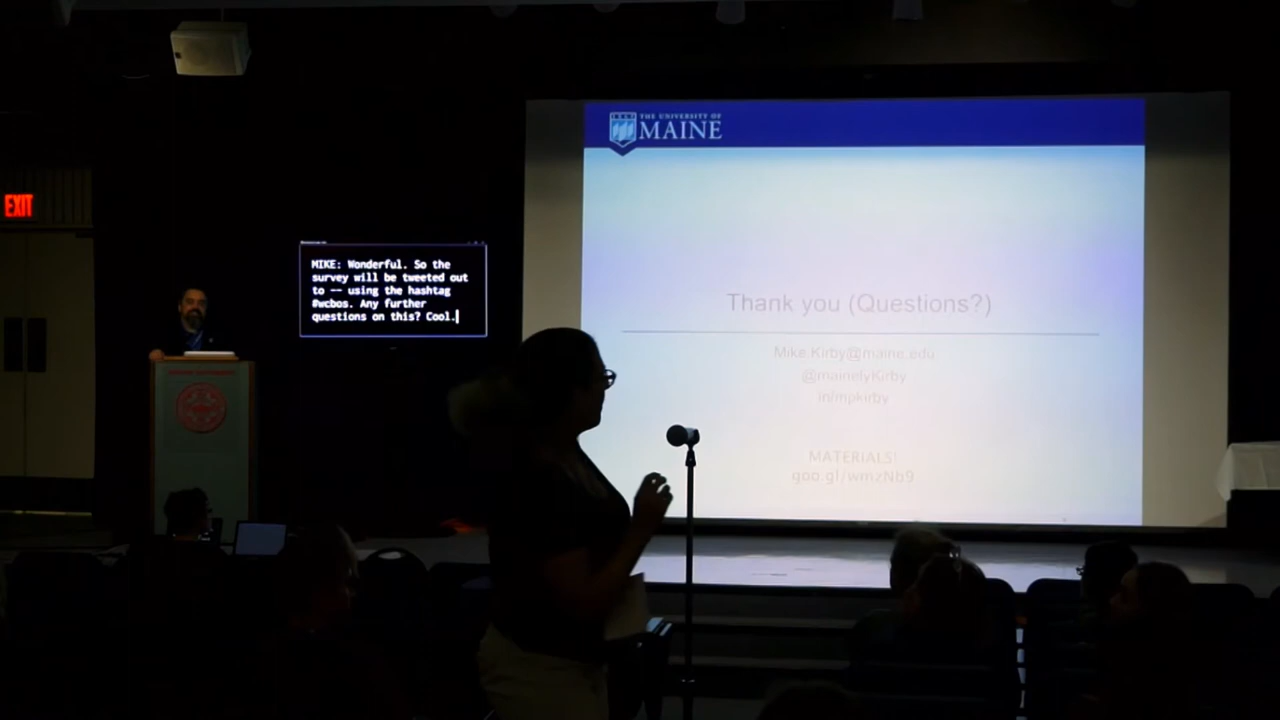 THE UNIVERSITY OF
MAINE
EXIT
MIKE: Wonderful. So the
survey will be tweeted out
to -- using the hashtag
#wcbos. Any further
questions on this? Cool.
Thank you (Questions?)
Mike.Kirby@maine.edu
@mainelyKirby
in/mpkirby
MATERIALS!
goo.gl/wmzNb9